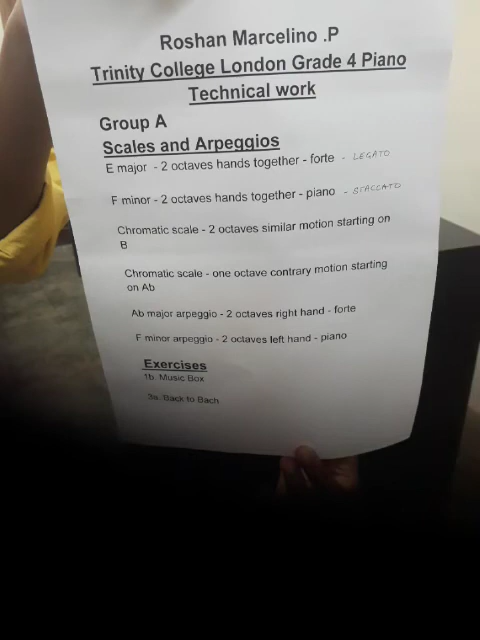 Roshan Marcelino .P
Trinity College London Grade 4 Piano
Technical work
Group A
Scales and Arpeggios
E major - 2 octaves hands together - forte - LEGATO
F minor - 2 octaves hands together - piano - STACCATO
Chromatic scale - 2 octaves similar motion starting on
B
Chromatic scale - one octave contrary motion starting
on Ab
Ab major arpeggio - 2 octaves right hand - forte
F minor arpeggio - 2 octaves left hand - piano
Exercises
1b. Music Box
3a. Back to Bach